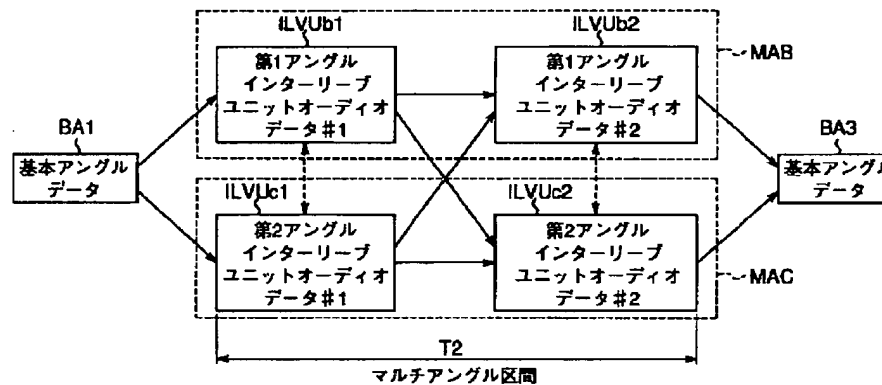 ILVUb1
ILVUb2
第1アングル
インターリーブ
ユニットオーディオ
データ#1
第1アングル
インターリーブ
ユニットオーディオ
データ#2
MAB
BA1
基本アングル
データ
BA3
基本アングル
データ
ILVUc1
ILVUc2
第2アングル
インターリーブ
ユニットオーディオ
データ#1
第2アングル
インターリーブ
ユニットオーディオ
データ#2
MAC
T2
マルチアングル区間